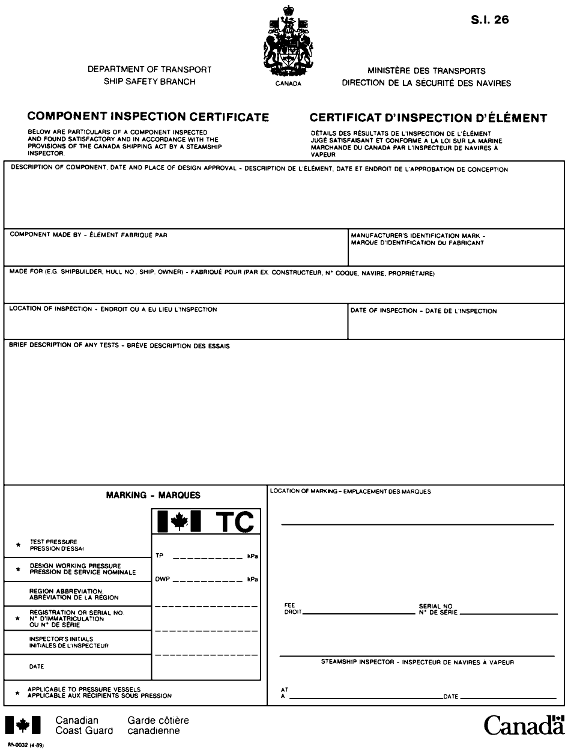 S.I. 26
DEPARTMENT OF TRANSPORT
SHIP SAFETY BRANCH
CANADA
MINISTÈRE DES TRANSPORTS
DIRECTION DE LA SÉCURITÉ DES NAVIRES
COMPONENT INSPECTION CERTIFICATE
BELOW ARE PARTICULARS OF A COMPONENT INSPECTED
AND FOUND SATISFACTORY AND IN ACCORDANCE WITH THE
PROVISIONS OF THE CANADA SHIPPING ACT BY A STEAMSHIP
INSPECTOR.
CERTIFICAT D'INSPECTION D'ÉLÉMENT
DÉTAILS DES RÉSULTATS DE L'INSPECTION DE L'ÉLÉMENT
JUGÉ SATISFAISANT ET CONFORME A LA LOI SUR LA MARINE
MARCHANDE DU CANADA PAR L'INSPECTEUR DE NAVIRES A
VAPEUR
DESCRIPTION OF COMPONENT, DATE AND PLACE OF DESIGN APPROVAL - DESCRIPTION DE L'ELÉMENT, DATE ET ENDROIT DE L'APPROBATION DE CONCEPTION
COMPONENT MADE BY - ÉLÉMENT FABRIQUÉ PAR
MANUFACTURER'S IDENTIFICATION MARK -
MARQUE D'IDENTIFICATION DU FABRICANT
MADE FOR (E.G. SHIPBUILDER, HULL NO. SHIP, OWNER) - FABRIQUÉ POUR (PAR EX. CONSTRUCTEUR, N° COQUE, NAVIRE, PROPRIÉTAIRE)
LOCATION OF INSPECTION - ENDROIT OU A EU LIEU L'INSPECTION
DATE OF INSPECTION - DATE DE L'INSPECTION
BRIEF DESCRIPTION OF ANY TESTS - BRÈVE DESCRIPTION DES ESSAIS
MARKING - MARQUES
TC
* TEST PRESSURE
PRESSION D'ESSAI
TP kPa
* DESIGN WORKING PRESSURE
PRESSION DE SERVICE NOMINALE
DWP kPa
REGION ABBREVIATION
ABRÉVIATION DE LA RÉGION
* REGISTRATION OR SERIAL NO.
N° D'IMMATRICULATION
OU N° DE SÉRIE
INSPECTOR'S INITIALS
INITIALES DE L'INSPECTEUR
DATE
* APPLICABLE TO PRESSURE VESSELS
APPLICABLE AUX RÉCIPIENTS SOUS PRESSION
LOCATION OF MARKING - EMPLACEMENT DES MARQUES
FEE
DROIT
SERIAL NO
N° DE SÉRIE
STEAMSHIP INSPECTOR - INSPECTEUR DE NAVIRES À VAPEUR
AT
A
DATE
Canadian
Coast Guard
Garde côtière
canadienne
Canada
85-0032 (4-89)